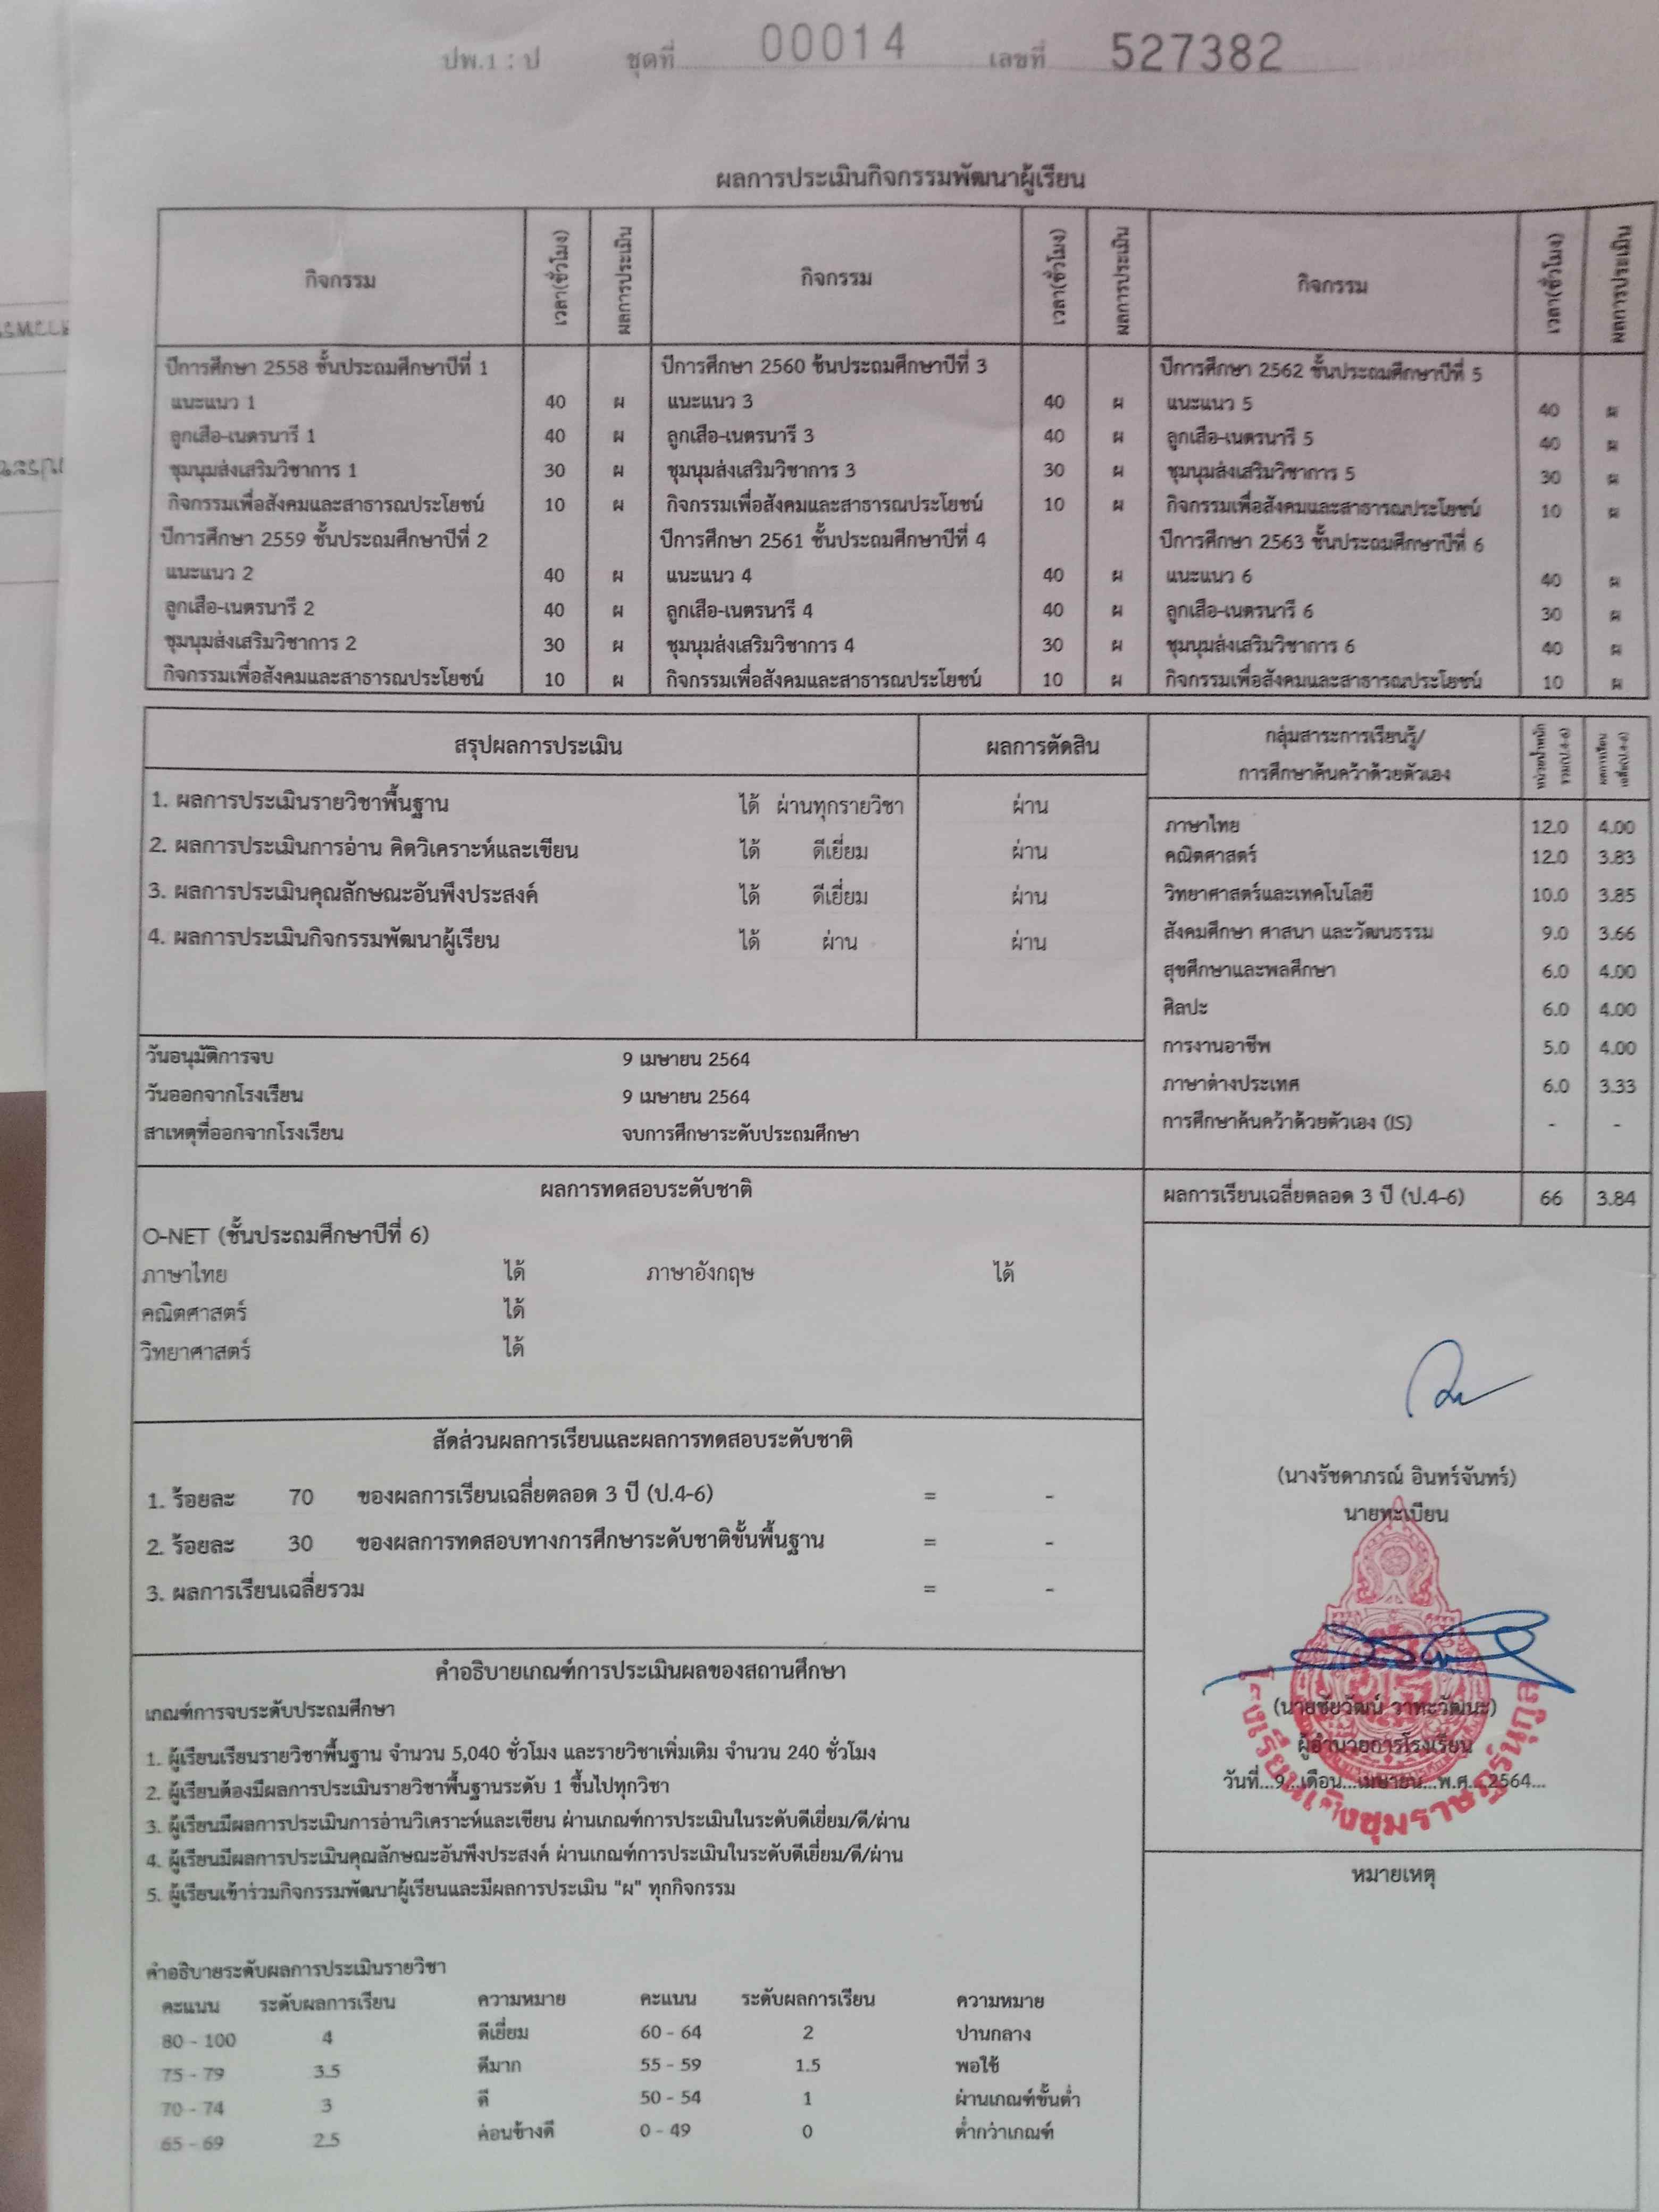 ปพ.1 : ป ชุดที่ 00014 เลขที่ 527382
ผลการประเมินกิจกรรมพัฒนาผู้เรียน
กิจกรรม เวลา(ชั่วโมง) ผลการประเมิน กิจกรรม เวลา(ชั่วโมง) ผลการประเมิน กิจกรรม เวลา(ชั่วโมง) ผลการประเมิน
ปีการศึกษา 2558 ชั้นประถมศึกษาปีที่ 1 ปีการศึกษา 2560 ชั้นประถมศึกษาปีที่ 3 ปีการศึกษา 2562 ชั้นประถมศึกษาปีที่ 5
แนะแนว 1 40 ผ แนะแนว 3 40 ผ แนะแนว 5 40 ผ
ลูกเสือ-เนตรนารี 1 40 ผ ลูกเสือ-เนตรนารี 3 40 ผ ลูกเสือ-เนตรนารี 5 40 ผ
ชุมนุมส่งเสริมวิชาการ 1 30 ผ ชุมนุมส่งเสริมวิชาการ 3 30 ผ ชุมนุมส่งเสริมวิชาการ 5 30 ผ
กิจกรรมเพื่อสังคมและสาธารณประโยชน์ 10 ผ กิจกรรมเพื่อสังคมและสาธารณประโยชน์ 10 ผ กิจกรรมเพื่อสังคมและสาธารณประโยชน์ 10 ผ
ปีการศึกษา 2559 ชั้นประถมศึกษาปีที่ 2 ปีการศึกษา 2561 ชั้นประถมศึกษาปีที่ 4 ปีการศึกษา 2563 ชั้นประถมศึกษาปีที่ 6
แนะแนว 2 40 ผ แนะแนว 4 40 ผ แนะแนว 6 40 ผ
ลูกเสือ-เนตรนารี 2 40 ผ ลูกเสือ-เนตรนารี 4 40 ผ ลูกเสือ-เนตรนารี 6 30 ผ
ชุมนุมส่งเสริมวิชาการ 2 30 ผ ชุมนุมส่งเสริมวิชาการ 4 30 ผ ชุมนุมส่งเสริมวิชาการ 6 40 ผ
กิจกรรมเพื่อสังคมและสาธารณประโยชน์ 10 ผ กิจกรรมเพื่อสังคมและสาธารณประโยชน์ 10 ผ กิจกรรมเพื่อสังคมและสาธารณประโยชน์ 10 ผ
สรุปผลการประเมิน ผลการตัดสิน
1. ผลการประเมินรายวิชาพื้นฐาน ได้ ผ่านทุกรายวิชา ผ่าน
2. ผลการประเมินการอ่าน คิดวิเคราะห์และเขียน ได้ ดีเยี่ยม ผ่าน
3. ผลการประเมินคุณลักษณะอันพึงประสงค์ ได้ ดีเยี่ยม ผ่าน
4. ผลการประเมินกิจกรรมพัฒนาผู้เรียน ได้ ผ่าน ผ่าน
วันอนุมัติการจบ 9 เมษายน 2564
วันออกจากโรงเรียน 9 เมษายน 2564
สาเหตุที่ออกจากโรงเรียน จบการศึกษาระดับประถมศึกษา
กลุ่มสาระการเรียนรู้/
การศึกษาค้นคว้าด้วยตัวเอง
หน่วยน้ำหนัก
รวม(ป.4-6)
ผลการเรียน
เฉลี่ย(ป.4-6)
ภาษาไทย 12.0 4.00
คณิตศาสตร์ 12.0 3.83
วิทยาศาสตร์และเทคโนโลยี 10.0 3.85
สังคมศึกษา ศาสนา และวัฒนธรรม 9.0 3.66
สุขศึกษาและพลศึกษา 6.0 4.00
ศิลปะ 6.0 4.00
การงานอาชีพ 5.0 4.00
ภาษาต่างประเทศ 6.0 3.33
การศึกษาค้นคว้าด้วยตัวเอง (IS) - -
ผลการเรียนเฉลี่ยตลอด 3 ปี (ป.4-6) 66 3.84
ผลการทดสอบระดับชาติ
O-NET (ชั้นประถมศึกษาปีที่ 6)
ภาษาไทย ได้ ภาษาอังกฤษ ได้
คณิตศาสตร์ ได้
วิทยาศาสตร์ ได้
สัดส่วนผลการเรียนและผลการทดสอบระดับชาติ
1. ร้อยละ 70 ของผลการเรียนเฉลี่ยตลอด 3 ปี (ป.4-6) = -
2. ร้อยละ 30 ของผลการทดสอบทางการศึกษาระดับชาติขั้นพื้นฐาน = -
3. ผลการเรียนเฉลี่ยรวม = -
(นางรัชดาภรณ์ อินทร์จันทร์)
นายทะเบียน
(นายชัยวัฒน์ วาทะวัฒนะ)
ผู้อำนวยการโรงเรียน
วันที่...9...เดือน...เมษายน...พ.ศ....2564...
หมายเหตุ
คำอธิบายเกณฑ์การประเมินผลของสถานศึกษา
เกณฑ์การจบระดับประถมศึกษา
1. ผู้เรียนเรียนรายวิชาพื้นฐาน จำนวน 5,040 ชั่วโมง และรายวิชาเพิ่มเติม จำนวน 240 ชั่วโมง
2. ผู้เรียนต้องมีผลการประเมินรายวิชาพื้นฐานระดับ 1 ขึ้นไปทุกวิชา
3. ผู้เรียนมีผลการประเมินการอ่านวิเคราะห์และเขียน ผ่านเกณฑ์การประเมินในระดับดีเยี่ยม/ดี/ผ่าน
4. ผู้เรียนมีผลการประเมินคุณลักษณะอันพึงประสงค์ ผ่านเกณฑ์การประเมินในระดับดีเยี่ยม/ดี/ผ่าน
5. ผู้เรียนเข้าร่วมกิจกรรมพัฒนาผู้เรียนและมีผลการประเมิน "ผ" ทุกกิจกรรม
คำอธิบายระดับผลการประเมินรายวิชา
คะแนน ระดับผลการเรียน ความหมาย คะแนน ระดับผลการเรียน ความหมาย
80 - 100 4 ดีเยี่ยม 60 - 64 2 ปานกลาง
75 - 79 3.5 ดีมาก 55 - 59 1.5 พอใช้
70 - 74 3 ดี 50 - 54 1 ผ่านเกณฑ์ขั้นต่ำ
65 - 69 2.5 ค่อนข้างดี 0 - 49 0 ต่ำกว่าเกณฑ์